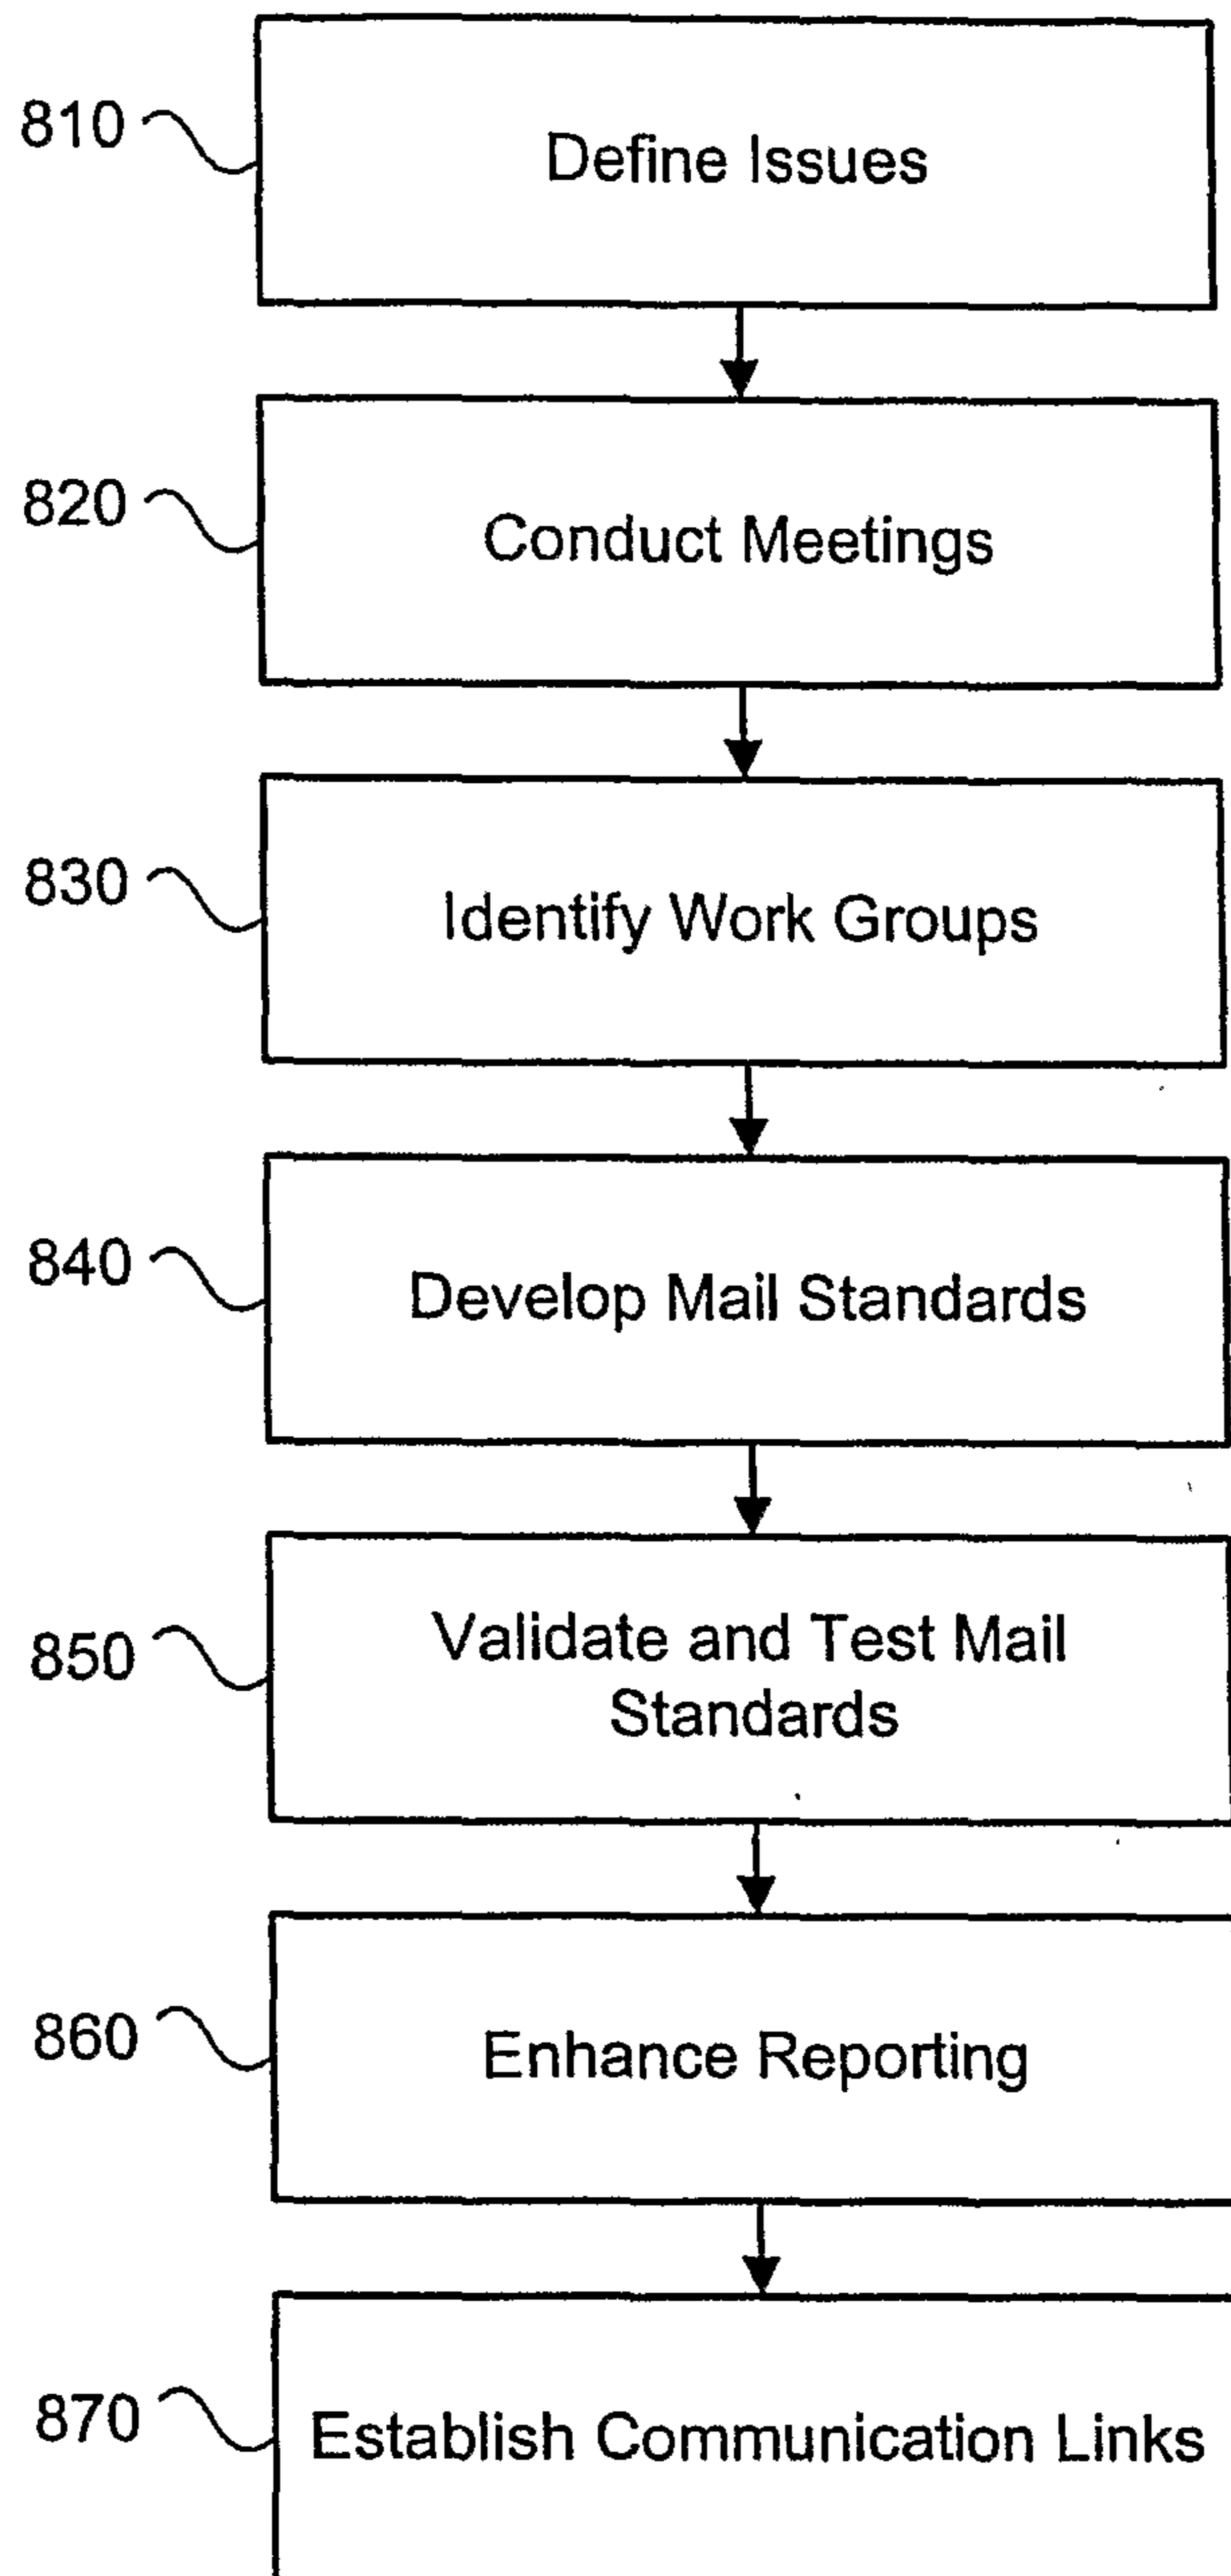 810
Define Issues
820
Conduct Meetings
830
Identify Work Groups
840
Develop Mail Standards
850
Validate and Test Mail
Standards
860
Enhance Reporting
870
Establish Communication Links